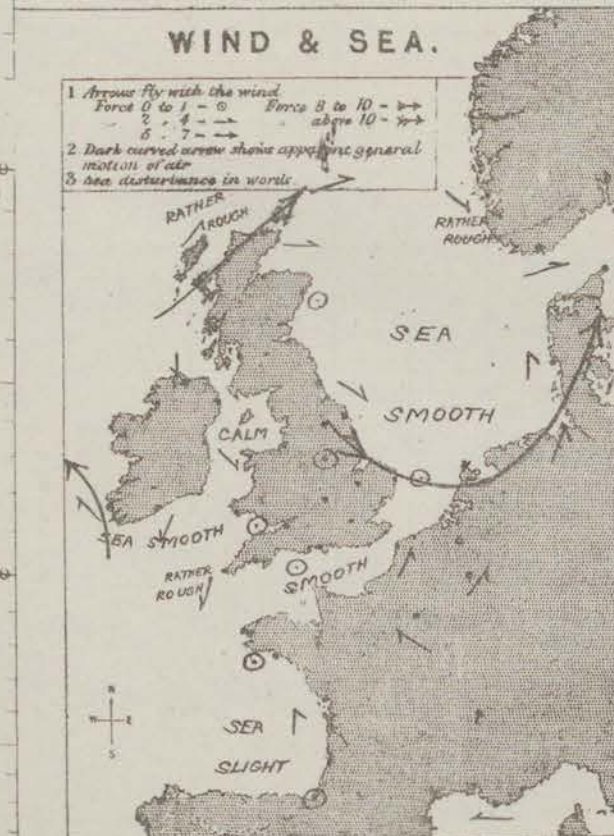 WIND & SEA.
1 Arrows fly with the wind
Force 0 to 1 - ⊙ Force 8 to 10 -
" 2 " 4 - above 10 -
" 5 " 7 -
2 Dark curved arrow shows apparent general
motion of air
3 Sea disturbance in words
RATHER
ROUGH
RATHER
ROUGH
SEA
SMOOTH
CALM
SEA SMOOTH
RATHER
ROUGH
SMOOTH
N
W E
S
SEA
SLIGHT